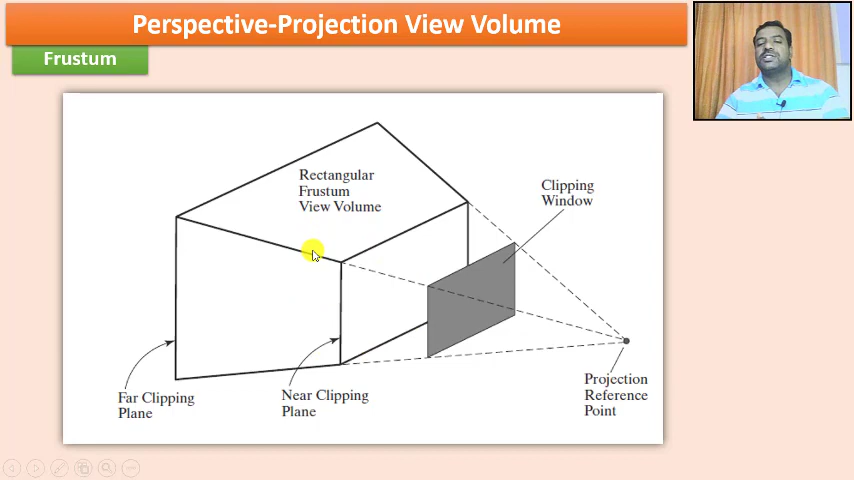 Perspective-Projection View Volume
Frustum
Rectangular
Frustum
View Volume
Clipping
Window
Far Clipping
Plane
Near Clipping
Plane
Projection
Reference
Point